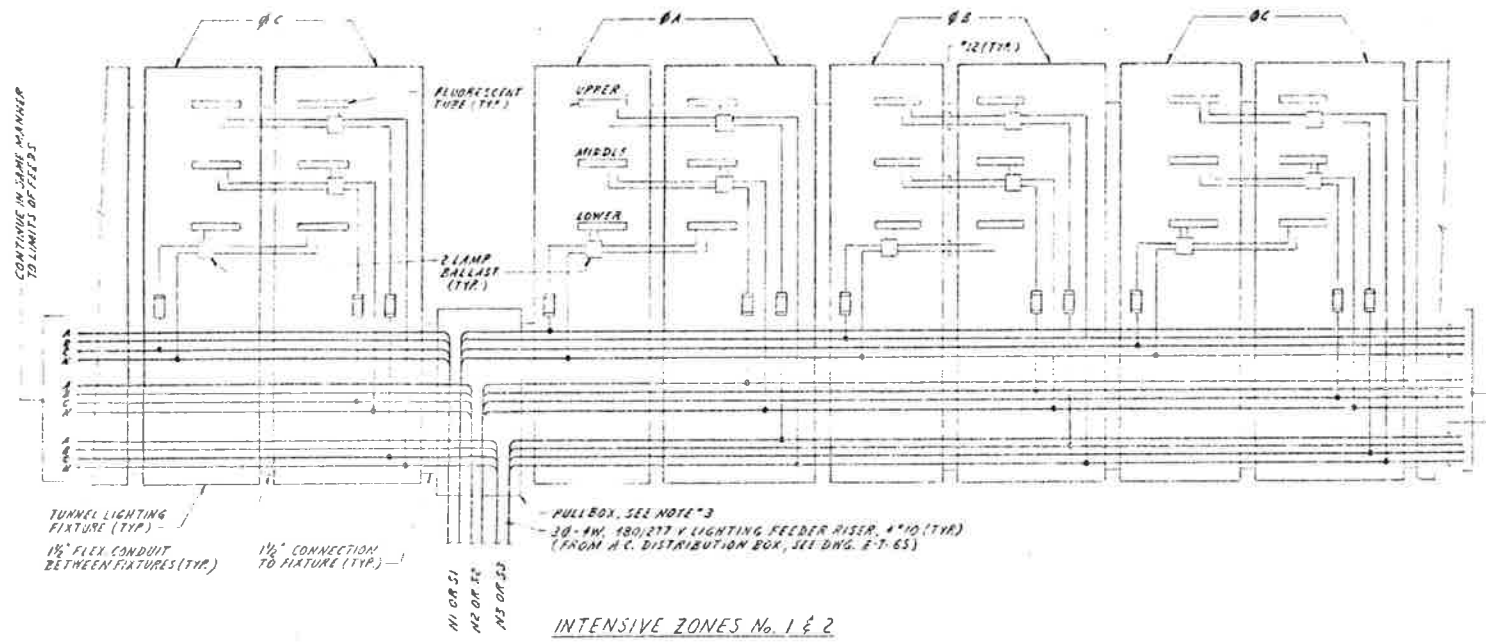 ØC
ØA
ØB
ØC
#12 (TYP.)
CONTINUE IN SAME MANNER
TO LIMITS OF FEEDS
FLUORESCENT
TUBE (TYP.)
UPPER
MIDDLE
LOWER
2 LAMP
BALLAST
(TYP.)
TUNNEL LIGHTING
FIXTURE (TYP.)
1½" FLEX CONDUIT
BETWEEN FIXTURES (TYP.)
1½" CONNECTION
TO FIXTURE (TYP.)
PULLBOX, SEE NOTE #3
3Ø-4W, 480/277 V LIGHTING FEEDER RISER, 4#10 (TYP.)
(FROM A.C. DISTRIBUTION BOX, SEE DWG. E-T-65)
N1 OR S1
N2 OR S2
N3 OR S3
INTENSIVE ZONES No. 1 & 2